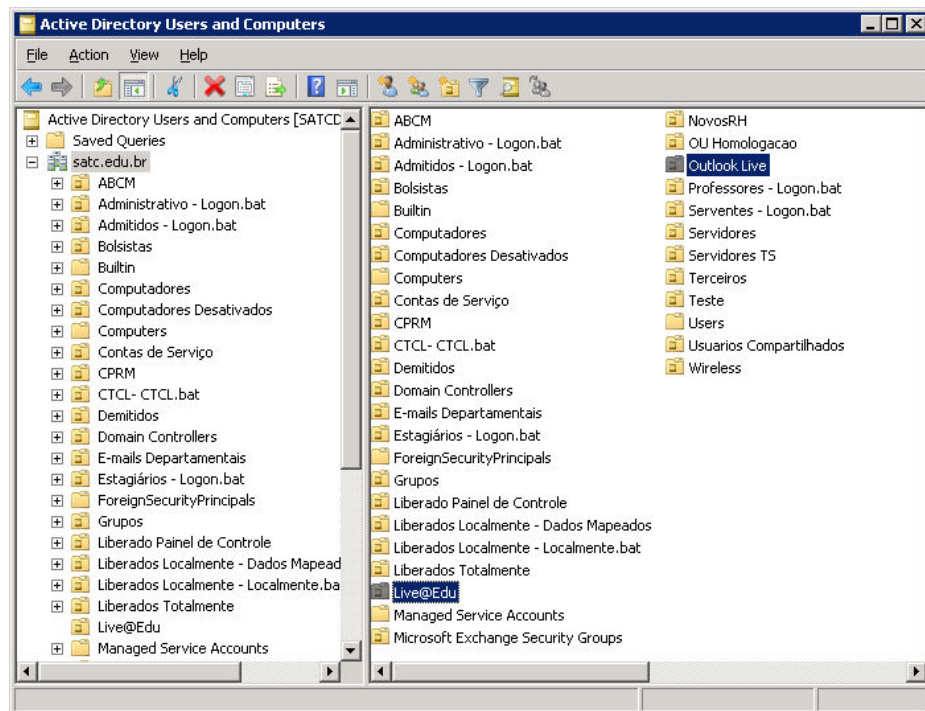 Active Directory Users and Computers
File Action View Help
Active Directory Users and Computers [SATCD
Saved Queries
satc.edu.br
ABCM
Administrativo - Logon.bat
Admitidos - Logon.bat
Bolsistas
Builtin
Computadores
Computadores Desativados
Computers
Contas de Serviço
CPRM
CTCL- CTCL.bat
Demitidos
Domain Controllers
E-mails Departamentais
Estagiários - Logon.bat
ForeignSecurityPrincipals
Grupos
Liberado Painel de Controle
Liberados Localmente - Dados Mapead
Liberados Localmente - Localmente.ba
Liberados Totalmente
Live@Edu
Managed Service Accounts
ABCM
Administrativo - Logon.bat
Admitidos - Logon.bat
Bolsistas
Builtin
Computadores
Computadores Desativados
Computers
Contas de Serviço
CPRM
CTCL- CTCL.bat
Demitidos
Domain Controllers
E-mails Departamentais
Estagiários - Logon.bat
ForeignSecurityPrincipals
Grupos
Liberado Painel de Controle
Liberados Localmente - Dados Mapeados
Liberados Localmente - Localmente.bat
Liberados Totalmente
Live@Edu
Managed Service Accounts
Microsoft Exchange Security Groups
NovosRH
OU Homologacao
Outlook Live
Professores - Logon.bat
Serventes - Logon.bat
Servidores
Servidores TS
Terceiros
Teste
Users
Usuarios Compartilhados
Wireless